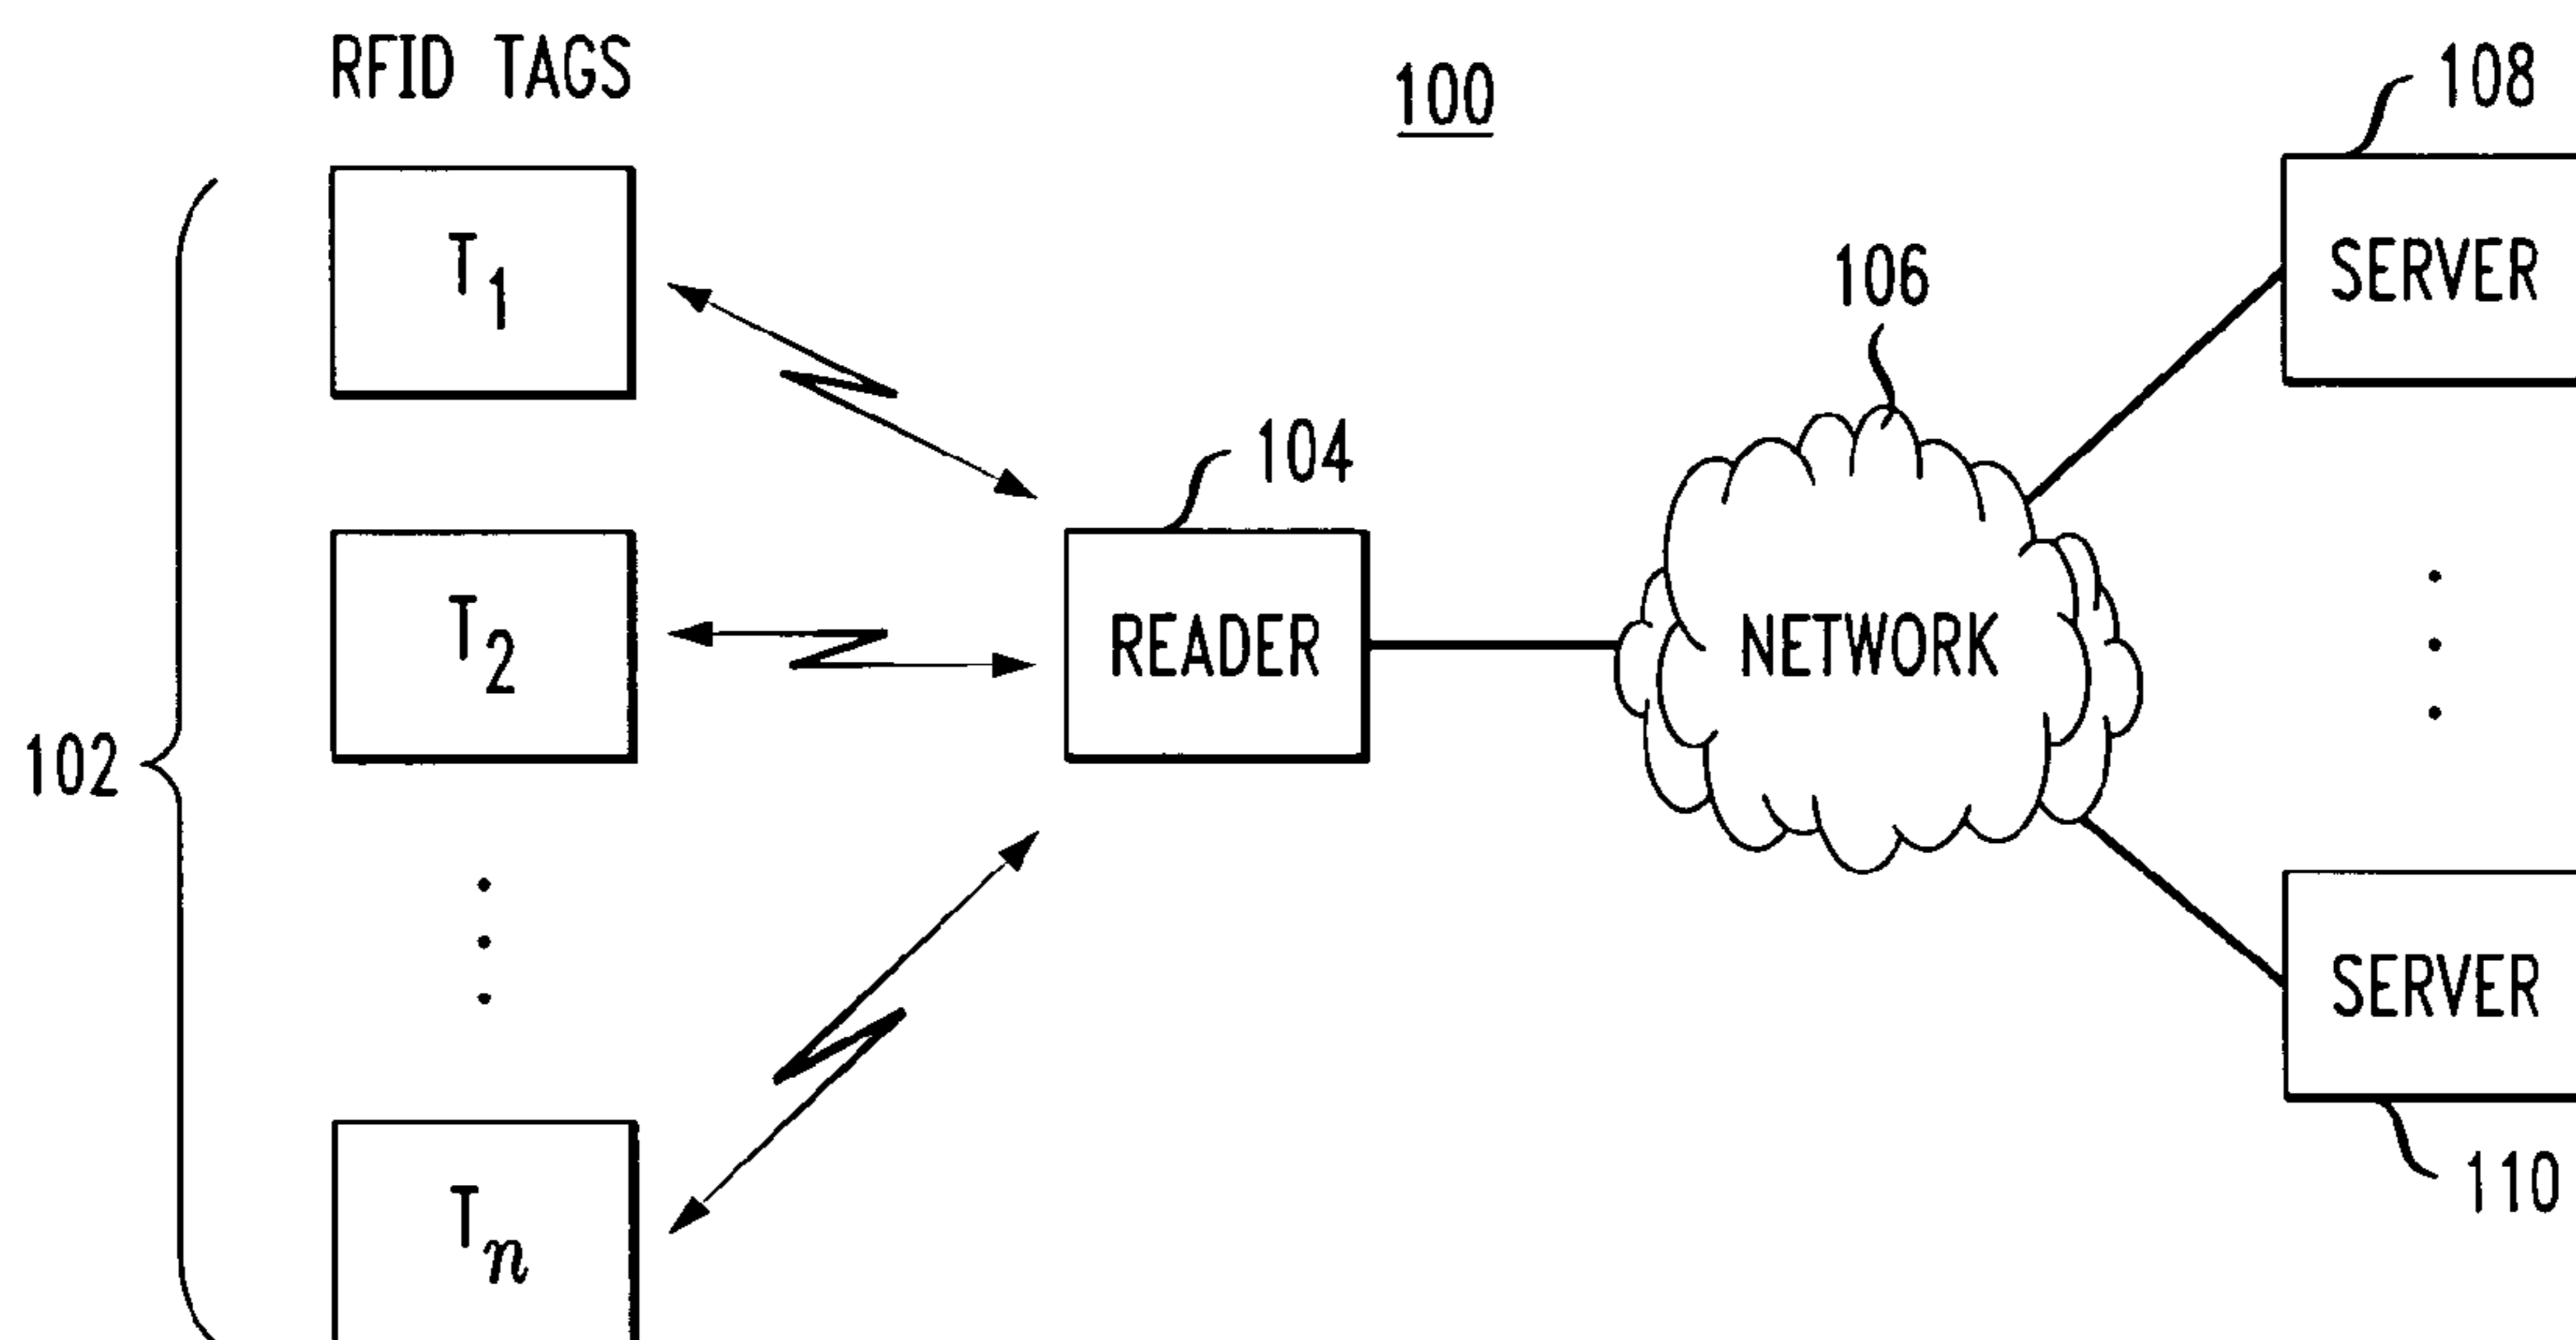 RFID TAGS
100
108
T1
SERVER
106
104
T2
READER
NETWORK
102
SERVER
Tn
110